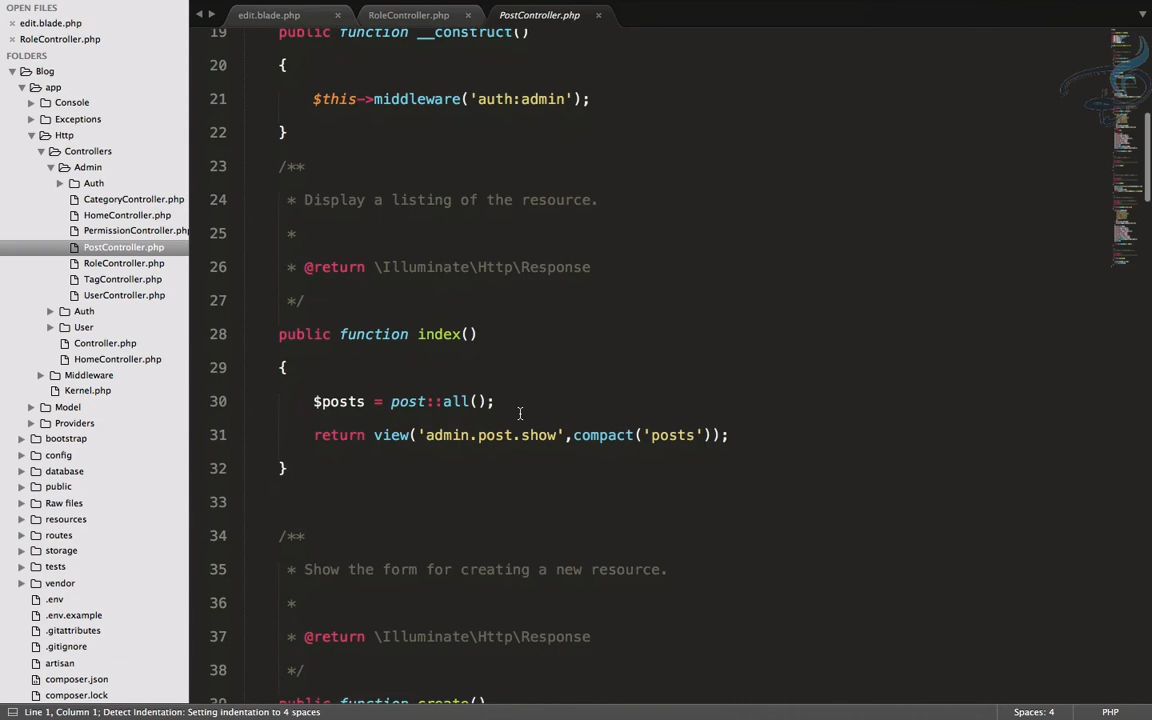 OPEN FILES
edit.blade.php
RoleController.php
FOLDERS
Blog
app
Console
Exceptions
Http
Controllers
Admin
Auth
CategoryController.php
HomeController.php
PermissionController.php
PostController.php
RoleController.php
TagController.php
UserController.php
Auth
User
Controller.php
HomeController.php
Middleware
Kernel.php
Model
Providers
bootstrap
config
database
public
Raw files
resources
routes
storage
tests
vendor
.env
.env.example
.gitattributes
.gitignore
artisan
composer.json
composer.lock
edit.blade.php × RoleController.php × PostController.php ×
19 public function __construct()
20 {
21 $this->middleware('auth:admin');
22 }
23 /**
24 * Display a listing of the resource.
25 *
26 * @return \Illuminate\Http\Response
27 */
28 public function index()
29 {
30 $posts = post::all();
31 return view('admin.post.show',compact('posts'));
32 }
33
34 /**
35 * Show the form for creating a new resource.
36 *
37 * @return \Illuminate\Http\Response
38 */
39 public function create()
Line 1, Column 1; Detect Indentation: Setting indentation to 4 spaces Spaces: 4 PHP